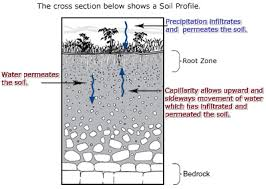 The cross section below shows a Soil Profile.
Precipitation infiltrates
and permeates the soil.
Root Zone
Water permeates
the soil.
Capillarity allows upward and
sideways movement of water
which has infiltrated and
permeated the soil.
Bedrock